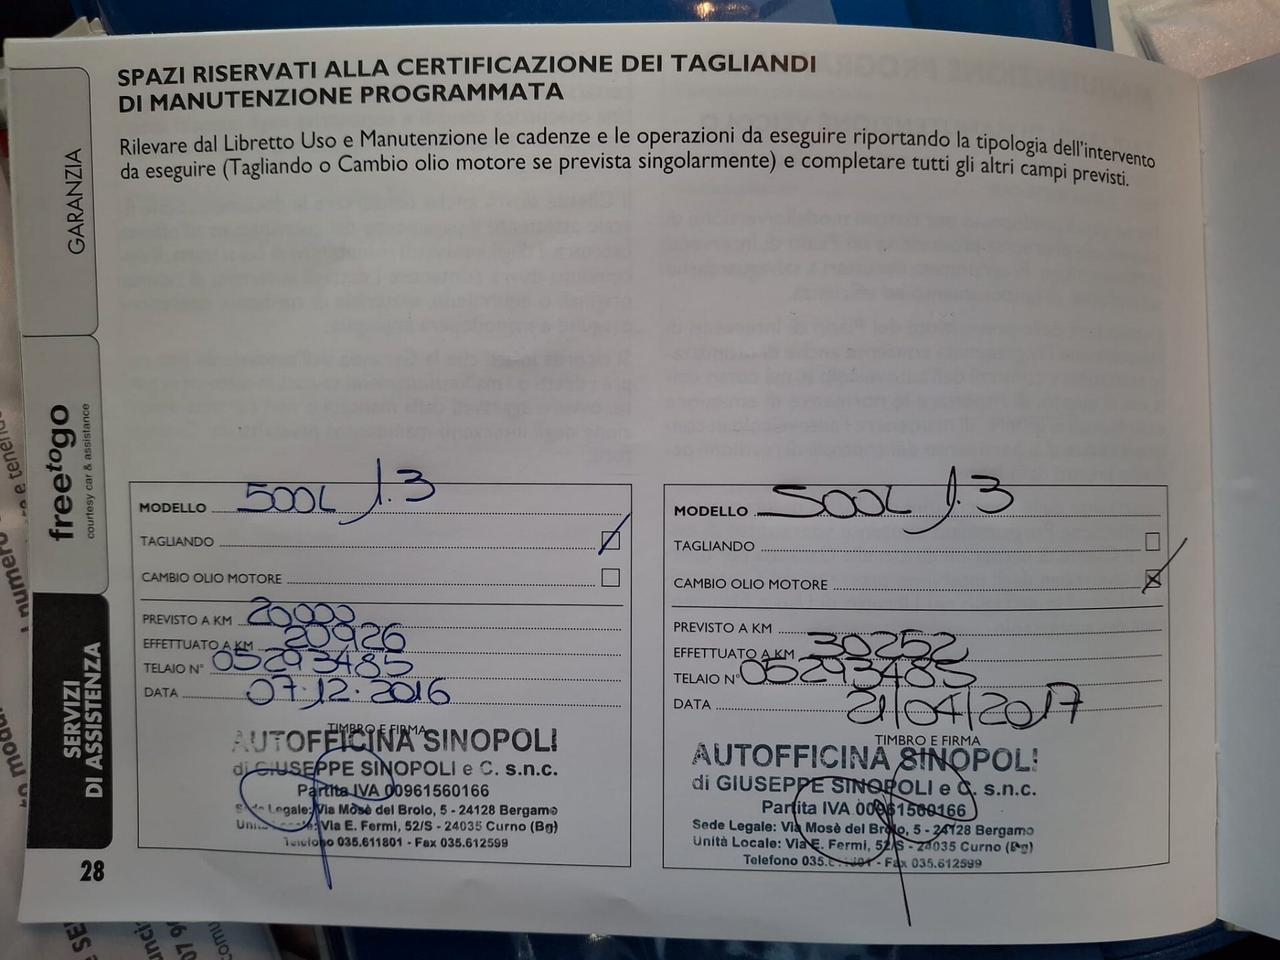 SPAZI RISERVATI ALLA CERTIFICAZIONE DEI TAGLIANDI
DI MANUTENZIONE PROGRAMMATA
Rilevare dal Libretto Uso e Manutenzione le cadenze e le operazioni da eseguire riportando la tipologia dell'intervento
da eseguire (Tagliando o Cambio olio motore se prevista singolarmente) e completare tutti gli altri campi previsti.
GARANZIA
freetogo
courtesy car & assistance
SERVIZI
DI ASSISTENZA
28
MODELLO 500L 1.3
TAGLIANDO
CAMBIO OLIO MOTORE
PREVISTO A KM 20000
EFFETTUATO A KM 20926
TELAIO N° 05293485
DATA 07.12.2016
TIMBRO E FIRMA
AUTOFFICINA SINOPOLI
di GIUSEPPE SINOPOLI e C. s.n.c.
Partita IVA 00961560166
Sede Legale: Via Mosè del Brolo, 5 - 24128 Bergamo
Unità Locale: Via E. Fermi, 52/S - 24035 Curno (Bg)
Telefono 035.611801 - Fax 035.612599
MODELLO 500L 1.3
TAGLIANDO
CAMBIO OLIO MOTORE
PREVISTO A KM
EFFETTUATO A KM 30252
TELAIO N° 05293485
DATA 21/04/2017
TIMBRO E FIRMA
AUTOFFICINA SINOPOLI
di GIUSEPPE SINOPOLI e C. s.n.c.
Partita IVA 00961560166
Sede Legale: Via Mosè del Brolo, 5 - 24128 Bergamo
Unità Locale: Via E. Fermi, 52/S - 24035 Curno (Bg)
Telefono 035.611801 - Fax 035.612599